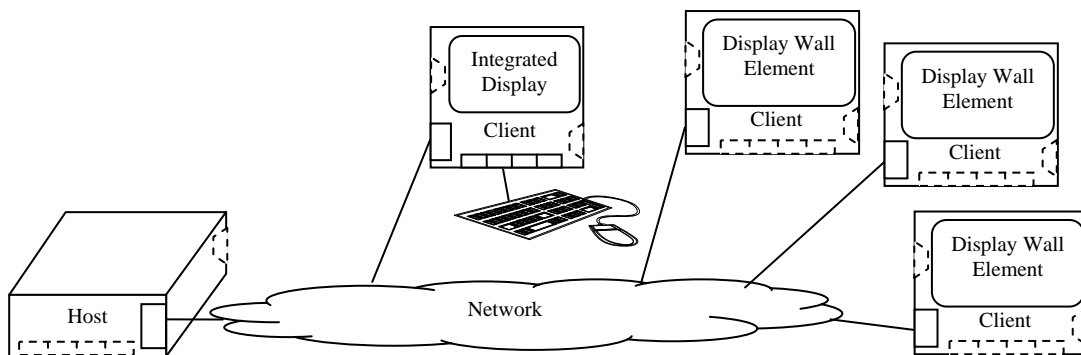 Integrated
Display
Client
Display Wall
Element
Client
Display Wall
Element
Client
Display Wall
Element
Client
Host
Network